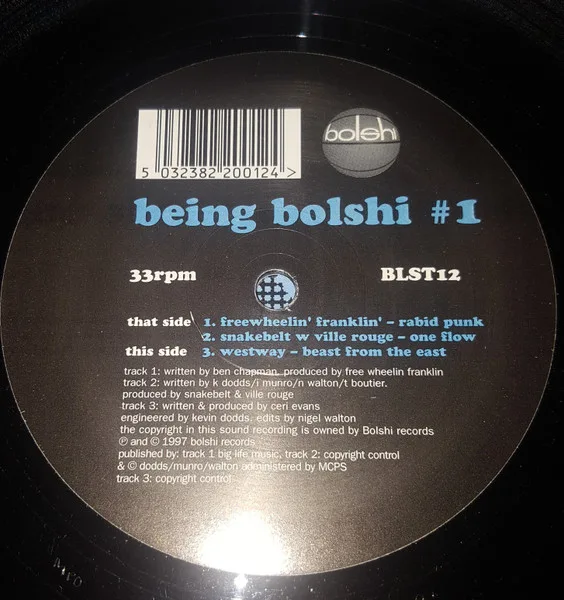 5 032382 200124 >
bolshi
being bolshi #1
33rpm BLST12
that side 1. freewheelin' franklin' – rabid punk
2. snakebelt w ville rouge – one flow
this side 3. westway – beast from the east
track 1: written by ben chapman, produced by free wheelin franklin
track 2: written by k dodds/i munro/n walton/t boutier.
produced by snakebelt & ville rouge
track 3: written & produced by ceri evans
engineered by kevin dodds, edits by nigel walton
the copyright in this sound recording is owned by Bolshi records
℗ and © 1997 bolshi records
published by: track 1 big life music, track 2: copyright control
& © dodds/munro/walton administered by MCPS
track 3: copyright control